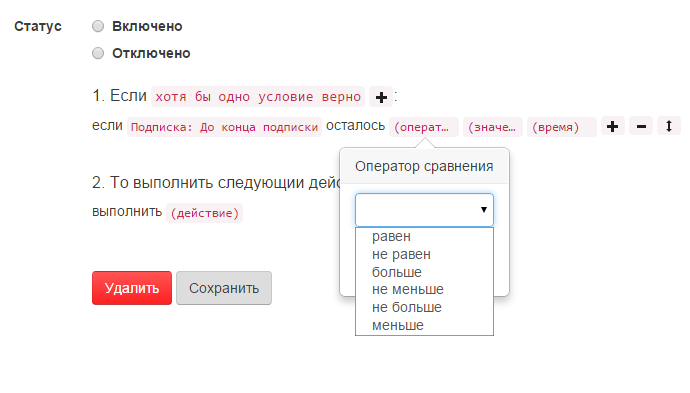 Статус
Включено
Отключено
1. Если хотя бы одно условие верно + :
если Подписка: До конца подписки осталось (операт… (значе… (время) + −
Оператор сравнения
2. То выполнить следующии дейс
выполнить (действие)
равен
не равен
больше
не меньше
не больше
меньше
Удалить Сохранить